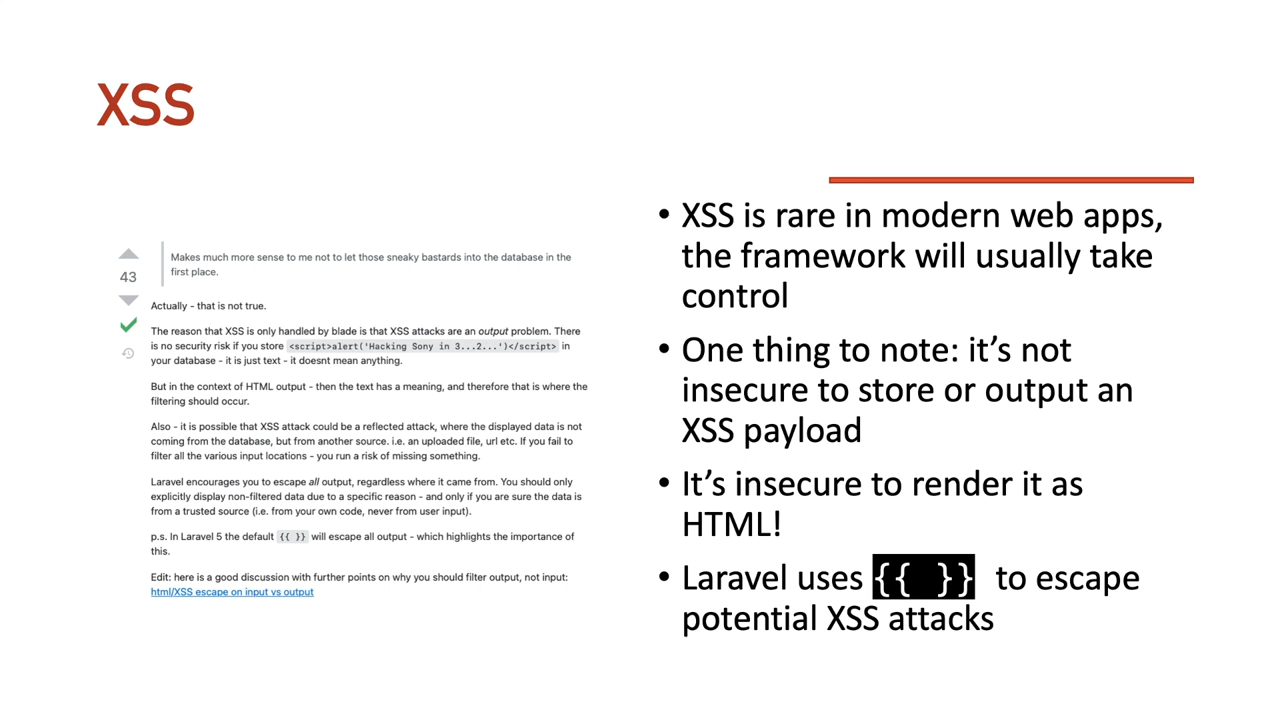 XSS
43
Makes much more sense to me not to let those sneaky bastards into the database in the
first place.
Actually - that is not true.
The reason that XSS is only handled by blade is that XSS attacks are an output problem. There
is no security risk if you store <script>alert('Hacking Sony in 3...2...')</script> in
your database - it is just text - it doesnt mean anything.
But in the context of HTML output - then the text has a meaning, and therefore that is where the
filtering should occur.
Also - it is possible that XSS attack could be a reflected attack, where the displayed data is not
coming from the database, but from another source. i.e. an uploaded file, url etc. If you fail to
filter all the various input locations - you run a risk of missing something.
Laravel encourages you to escape all output, regardless where it came from. You should only
explicitly display non-filtered data due to a specific reason - and only if you are sure the data is
from a trusted source (i.e. from your own code, never from user input).
p.s. In Laravel 5 the default {{ }} will escape all output - which highlights the importance of
this.
Edit: here is a good discussion with further points on why you should filter output, not input:
html/XSS escape on input vs output
• XSS is rare in modern web apps,
the framework will usually take
control
• One thing to note: it’s not
insecure to store or output an
XSS payload
• It’s insecure to render it as
HTML!
• Laravel uses {{ }} to escape
potential XSS attacks